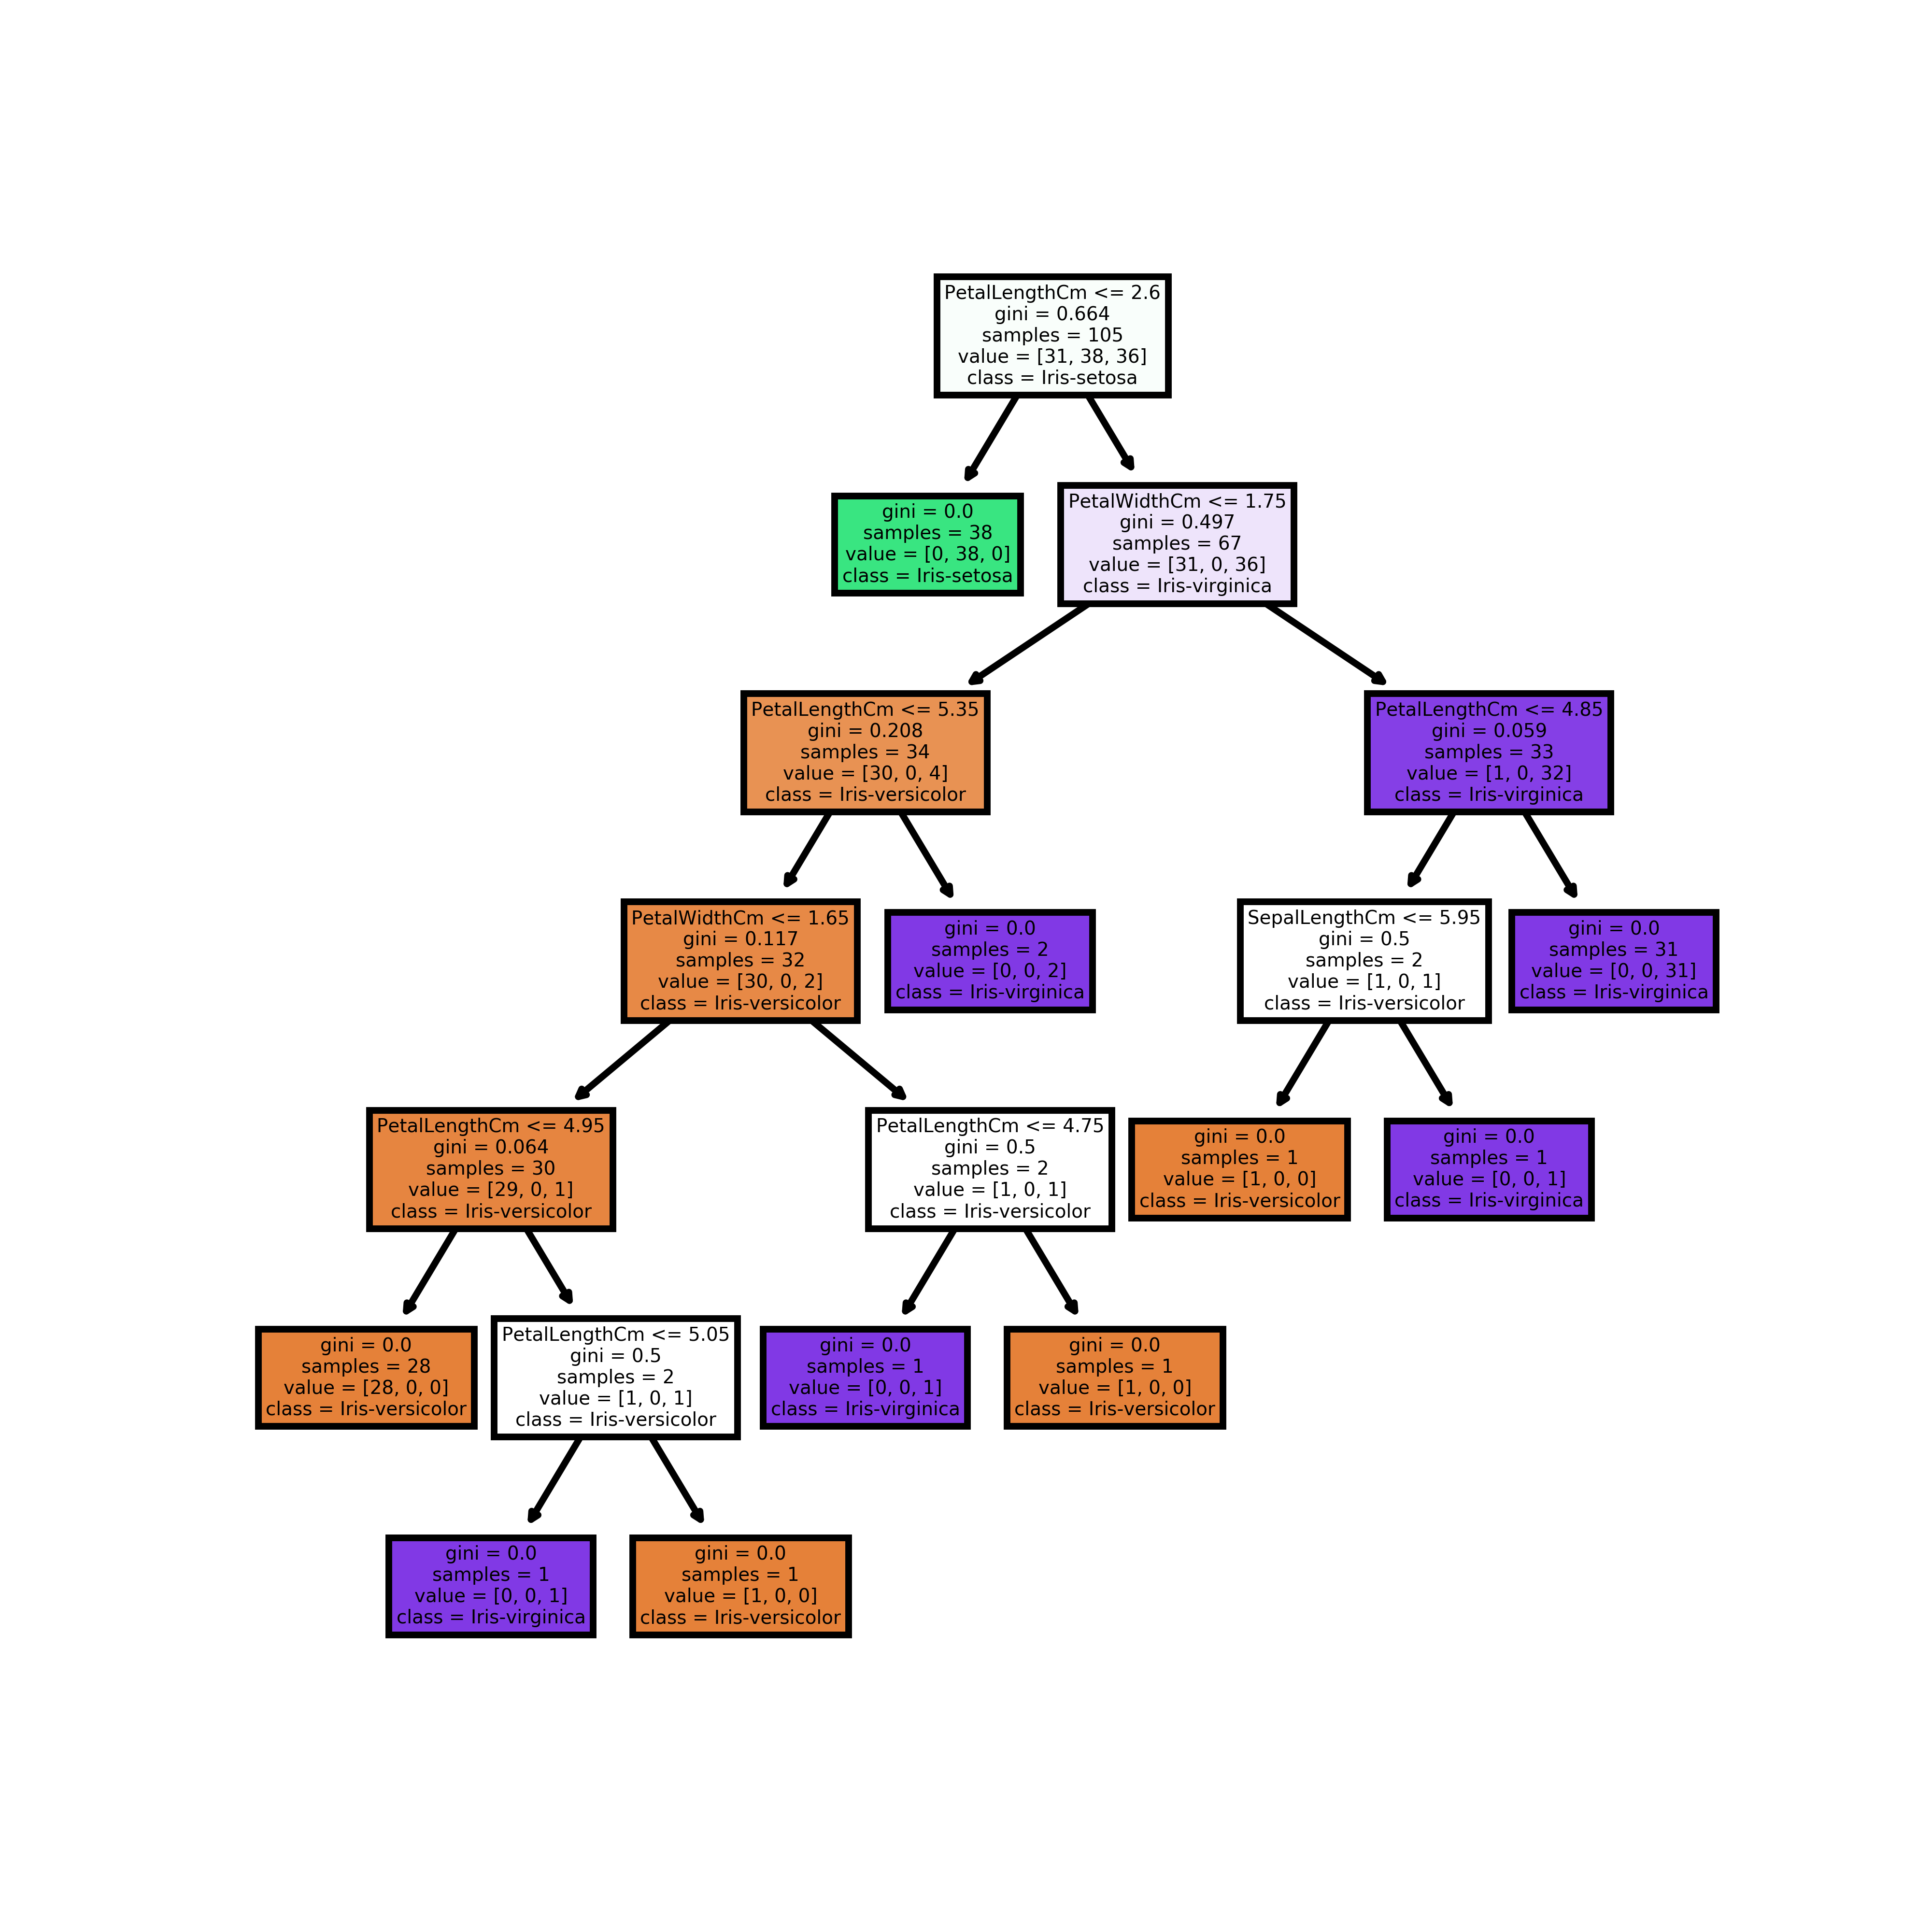 PetalLengthCm <= 2.6
gini = 0.664
samples = 105
value = [31, 38, 36]
class = Iris-setosa
gini = 0.0
samples = 38
value = [0, 38, 0]
class = Iris-setosa
PetalWidthCm <= 1.75
gini = 0.497
samples = 67
value = [31, 0, 36]
class = Iris-virginica
PetalLengthCm <= 5.35
gini = 0.208
samples = 34
value = [30, 0, 4]
class = Iris-versicolor
PetalLengthCm <= 4.85
gini = 0.059
samples = 33
value = [1, 0, 32]
class = Iris-virginica
PetalWidthCm <= 1.65
gini = 0.117
samples = 32
value = [30, 0, 2]
class = Iris-versicolor
gini = 0.0
samples = 2
value = [0, 0, 2]
class = Iris-virginica
SepalLengthCm <= 5.95
gini = 0.5
samples = 2
value = [1, 0, 1]
class = Iris-versicolor
gini = 0.0
samples = 31
value = [0, 0, 31]
class = Iris-virginica
PetalLengthCm <= 4.95
gini = 0.064
samples = 30
value = [29, 0, 1]
class = Iris-versicolor
PetalLengthCm <= 4.75
gini = 0.5
samples = 2
value = [1, 0, 1]
class = Iris-versicolor
gini = 0.0
samples = 1
value = [1, 0, 0]
class = Iris-versicolor
gini = 0.0
samples = 1
value = [0, 0, 1]
class = Iris-virginica
gini = 0.0
samples = 28
value = [28, 0, 0]
class = Iris-versicolor
PetalLengthCm <= 5.05
gini = 0.5
samples = 2
value = [1, 0, 1]
class = Iris-versicolor
gini = 0.0
samples = 1
value = [0, 0, 1]
class = Iris-virginica
gini = 0.0
samples = 1
value = [1, 0, 0]
class = Iris-versicolor
gini = 0.0
samples = 1
value = [0, 0, 1]
class = Iris-virginica
gini = 0.0
samples = 1
value = [1, 0, 0]
class = Iris-versicolor